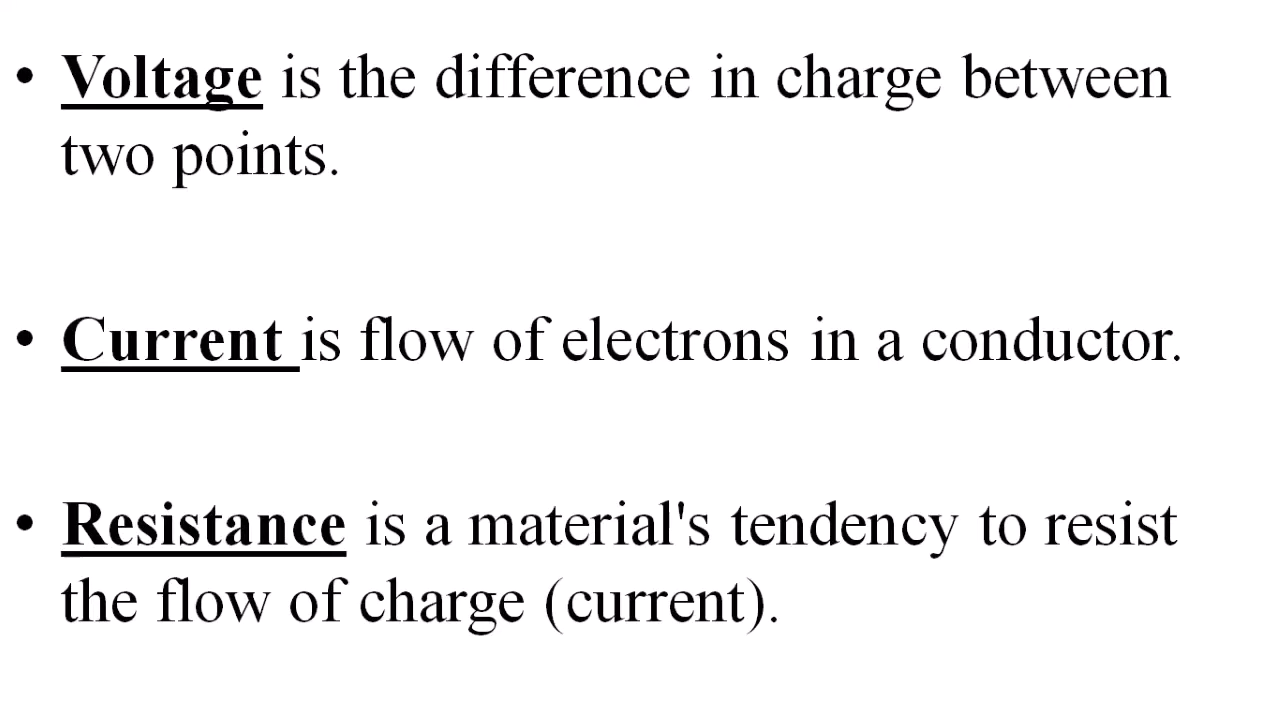 • Voltage is the difference in charge between
two points.
• Current is flow of electrons in a conductor.
• Resistance is a material's tendency to resist
the flow of charge (current).